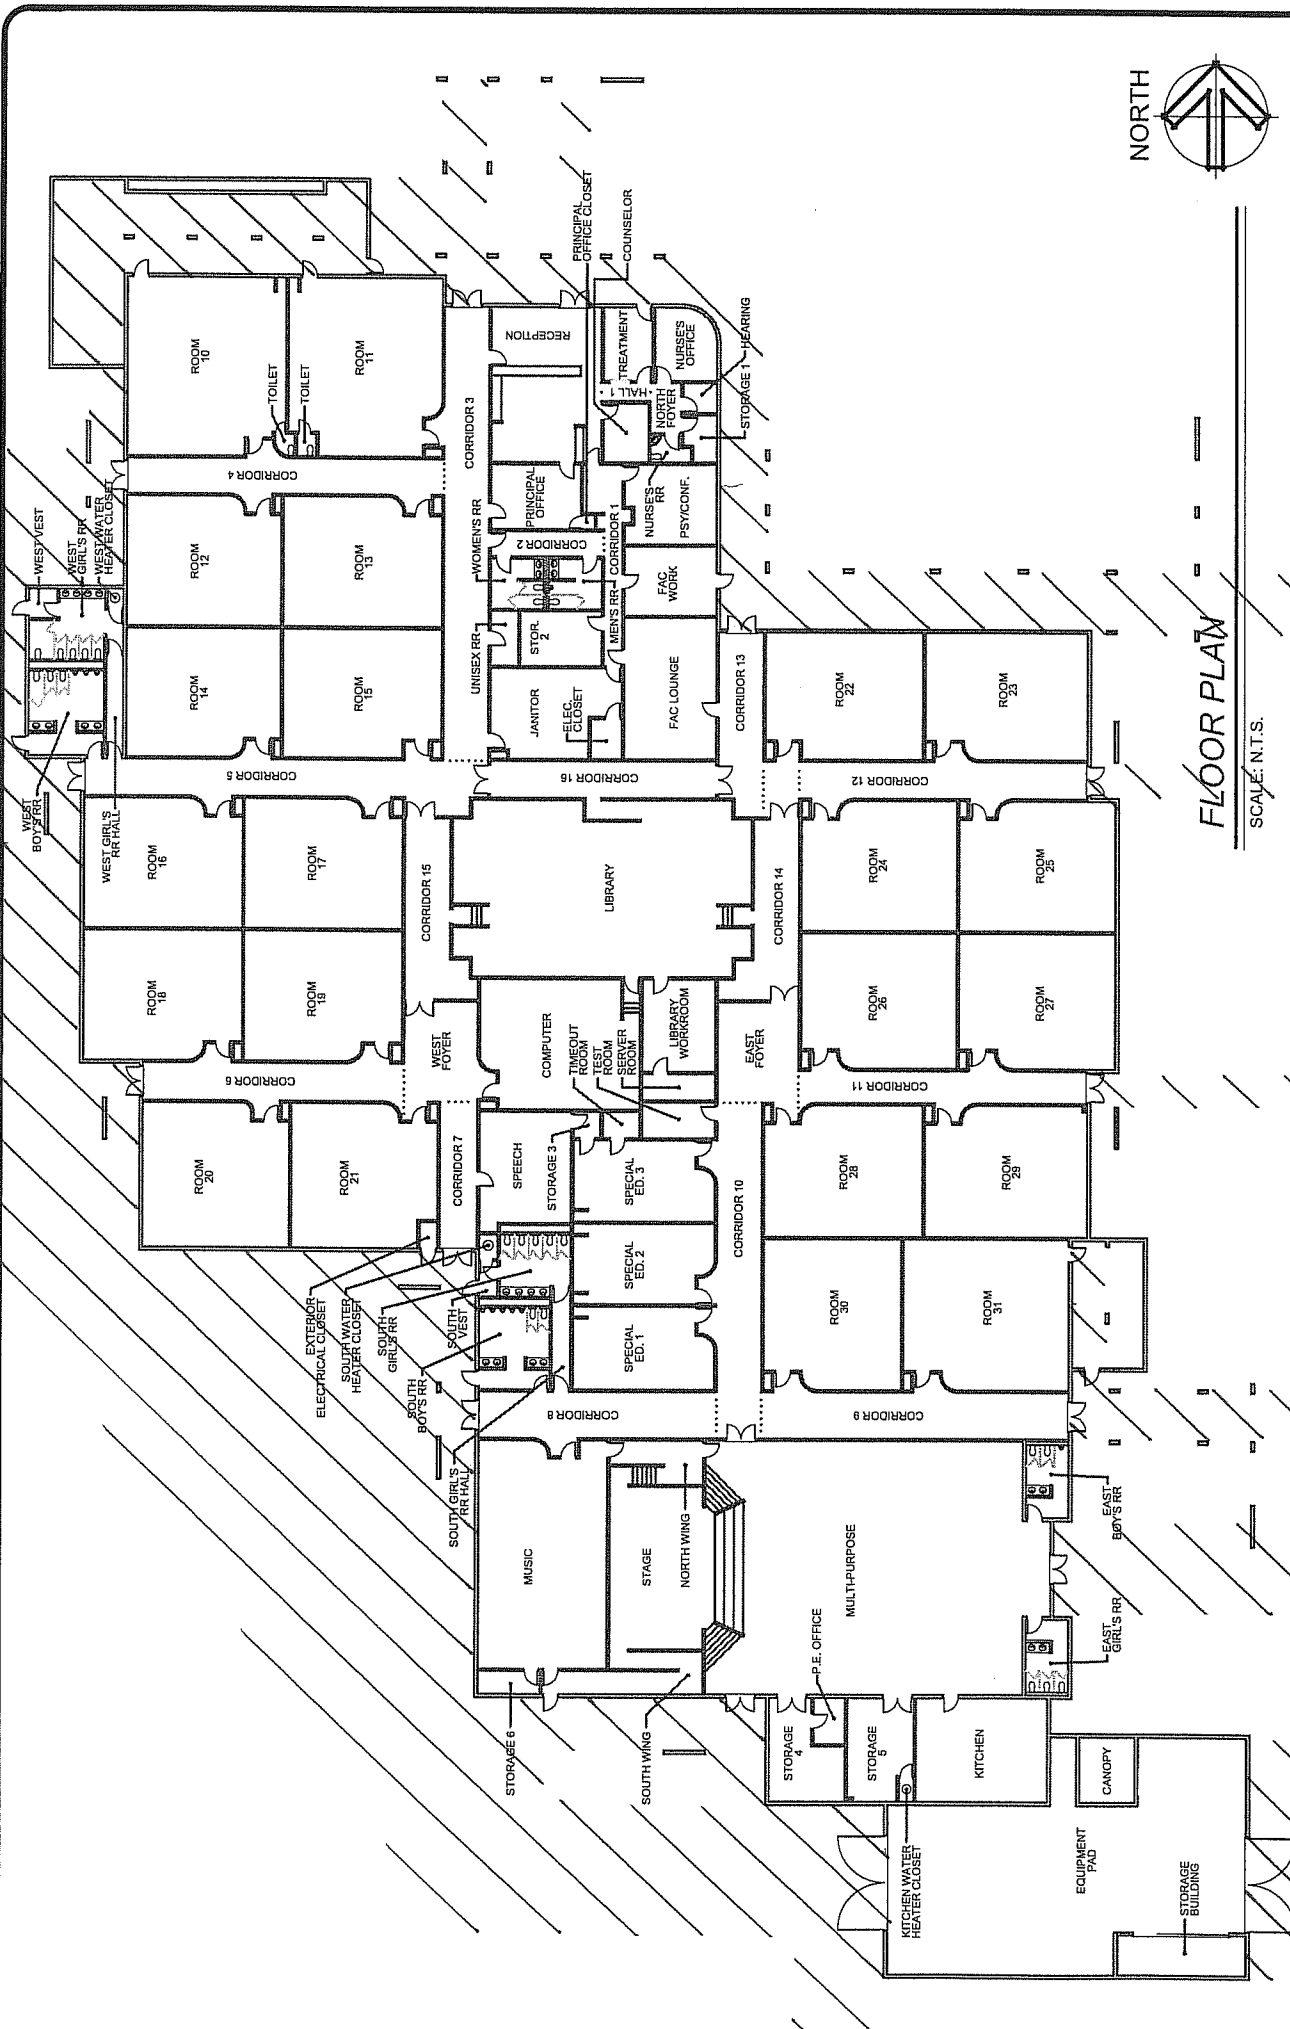 NORTH
FLOOR PLAN
SCALE: N.T.S.
ROOM
10
ROOM
11
TOILET
TOILET
CORRIDOR 4
CORRIDOR 3
RECEPTION
PRINCIPAL
OFFICE CLOSET
COUNSELOR
TREATMENT
NURSE'S
OFFICE
HALL 1
NORTH
FOYER
HEARING
STORAGE 1
NURSE'S
RR
PSY/CONF.
PRINCIPAL
OFFICE
WOMEN'S RR
CORRIDOR 2
CORRIDOR 1
MEN'S RR
FAC
WORK
UNISEX RR
STOR.
2
JANITOR
ELEC.
CLOSET
FAC LOUNGE
WEST VEST
WEST
GIRL'S RR
WEST WATER
HEATER CLOSET
ROOM
12
ROOM
13
ROOM
14
ROOM
15
WEST
BOY'S RR
WEST GIRL'S
RR HALL
CORRIDOR 5
CORRIDOR 16
CORRIDOR 13
ROOM
22
ROOM
23
CORRIDOR 12
ROOM
16
ROOM
17
CORRIDOR 15
LIBRARY
CORRIDOR 14
ROOM
24
ROOM
25
ROOM
18
ROOM
19
WEST
FOYER
COMPUTER
TIMEOUT
ROOM
TEST
ROOM
SERVER
ROOM
LIBRARY
WORKROOM
EAST
FOYER
ROOM
26
ROOM
27
CORRIDOR 6
CORRIDOR 11
ROOM
20
ROOM
21
CORRIDOR 7
SPEECH
STORAGE 3
SPECIAL
ED. 3
CORRIDOR 10
ROOM
28
ROOM
29
EXTERIOR
ELECTRICAL CLOSET
SOUTH WATER
HEATER CLOSET
SOUTH
GIRL'S RR
SOUTH
BOY'S RR
SOUTH
VEST
SPECIAL
ED. 2
SPECIAL
ED. 1
ROOM
30
ROOM
31
SOUTH GIRL'S
RR HALL
CORRIDOR 8
CORRIDOR 9
MUSIC
STAGE
NORTH WING
MULTI-PURPOSE
EAST
BOY'S RR
EAST
GIRL'S RR
P.E. OFFICE
STORAGE 6
SOUTH WING
STORAGE
4
STORAGE
5
KITCHEN
CANOPY
KITCHEN WATER
HEATER CLOSET
EQUIPMENT
PAD
STORAGE
BUILDING